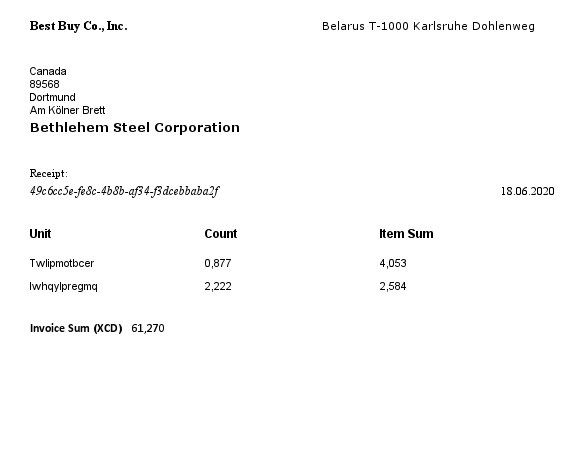 Best Buy Co., Inc. Belarus T-1000 Karlsruhe Dohlenweg
Canada
89568
Dortmund
Am Kölner Brett
Bethlehem Steel Corporation
Receipt:
49c6cc5e-fe8c-4b8b-af34-f3dcebbaba2f 18.06.2020
Unit Count Item Sum
Twlipmotbcer 0,877 4,053
lwhqylpregmq 2,222 2,584
Invoice Sum (XCD) 61,270